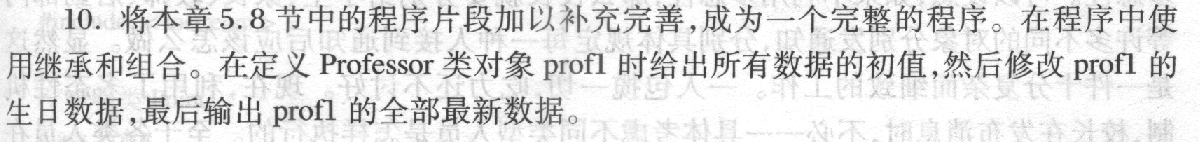 10. 将本章5.8节中的程序片段加以补充完善,成为一个完整的程序。在程序中使
用继承和组合。在定义 Professor 类对象 prof1 时给出所有数据的初值,然后修改 prof1 的
生日数据,最后输出 prof1 的全部最新数据。